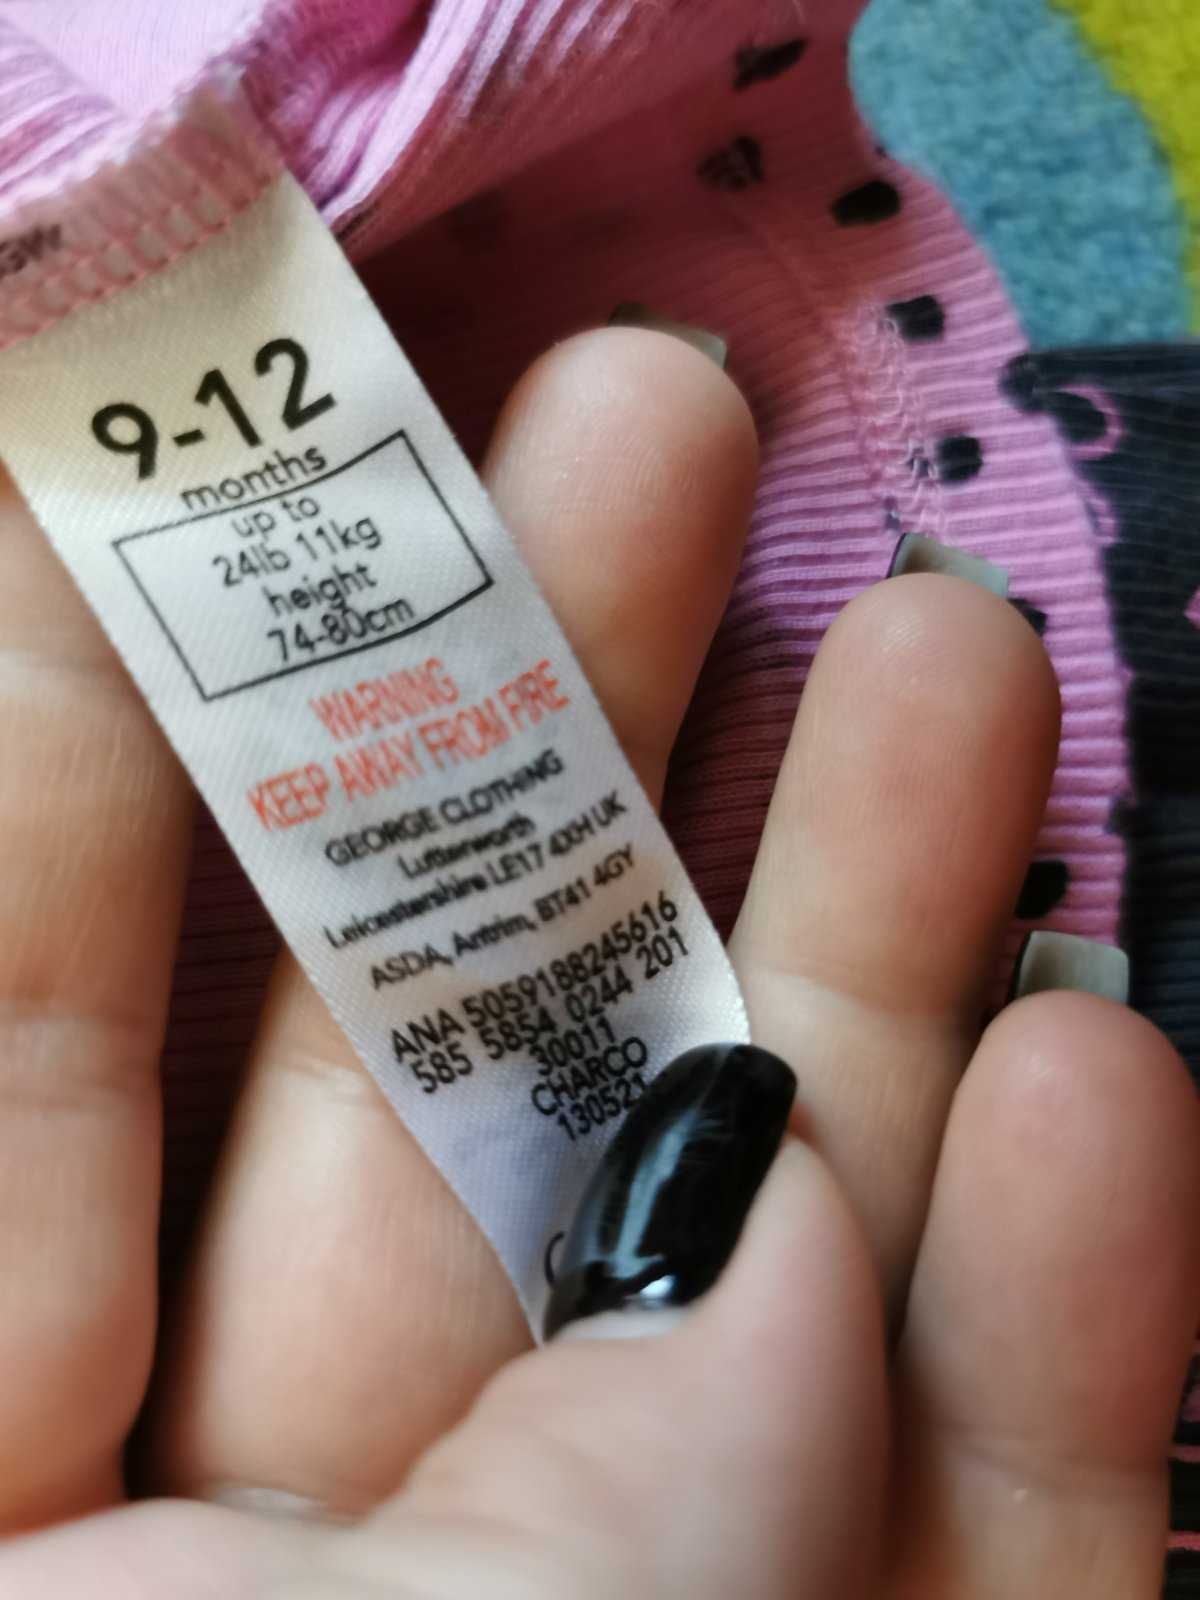 9-12
months
up to
24lb 11kg
height
74-80cm
WARNING
KEEP AWAY FROM FIRE
GEORGE CLOTHING
Lutterworth
Leicestershire LE17 4XH UK
ASDA, Antrim, BT41 4GY
ANA 5059188245616
585 5854 0244 201
30011
CHARCO
130521